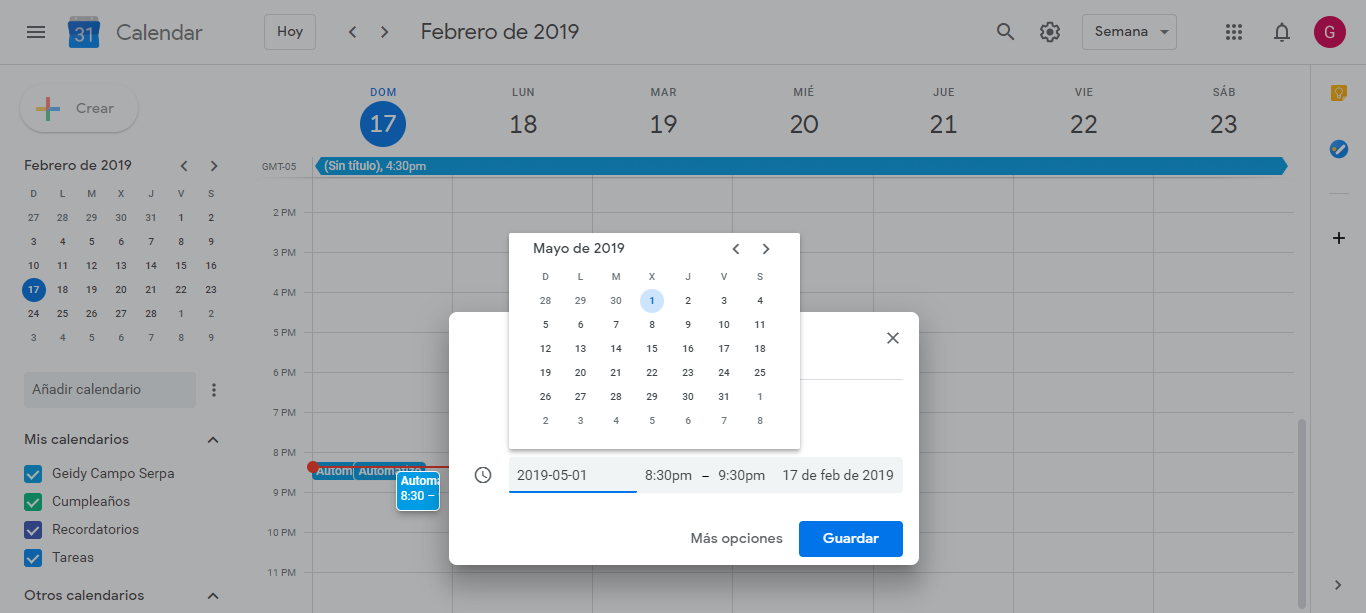 31 Calendar Hoy Febrero de 2019 Semana G
Crear
DOM LUN MAR MIÉ JUE VIE SÁB
17 18 19 20 21 22 23
GMT-05 (Sin título), 4:30pm
Febrero de 2019
D L M X J V S
27 28 29 30 31 1 2
3 4 5 6 7 8 9
10 11 12 13 14 15 16
17 18 19 20 21 22 23
24 25 26 27 28 1 2
3 4 5 6 7 8 9
Añadir calendario
Mis calendarios
Geidy Campo Serpa
Cumpleaños
Recordatorios
Tareas
Otros calendarios
2 PM
3 PM
4 PM
5 PM
6 PM
7 PM
8 PM
9 PM
10 PM
11 PM
Autom Automatiz
Automa
8:30 –
Mayo de 2019
D L M X J V S
28 29 30 1 2 3 4
5 6 7 8 9 10 11
12 13 14 15 16 17 18
19 20 21 22 23 24 25
26 27 28 29 30 31 1
2 3 4 5 6 7 8
2019-05-01 8:30pm – 9:30pm 17 de feb de 2019
Más opciones Guardar